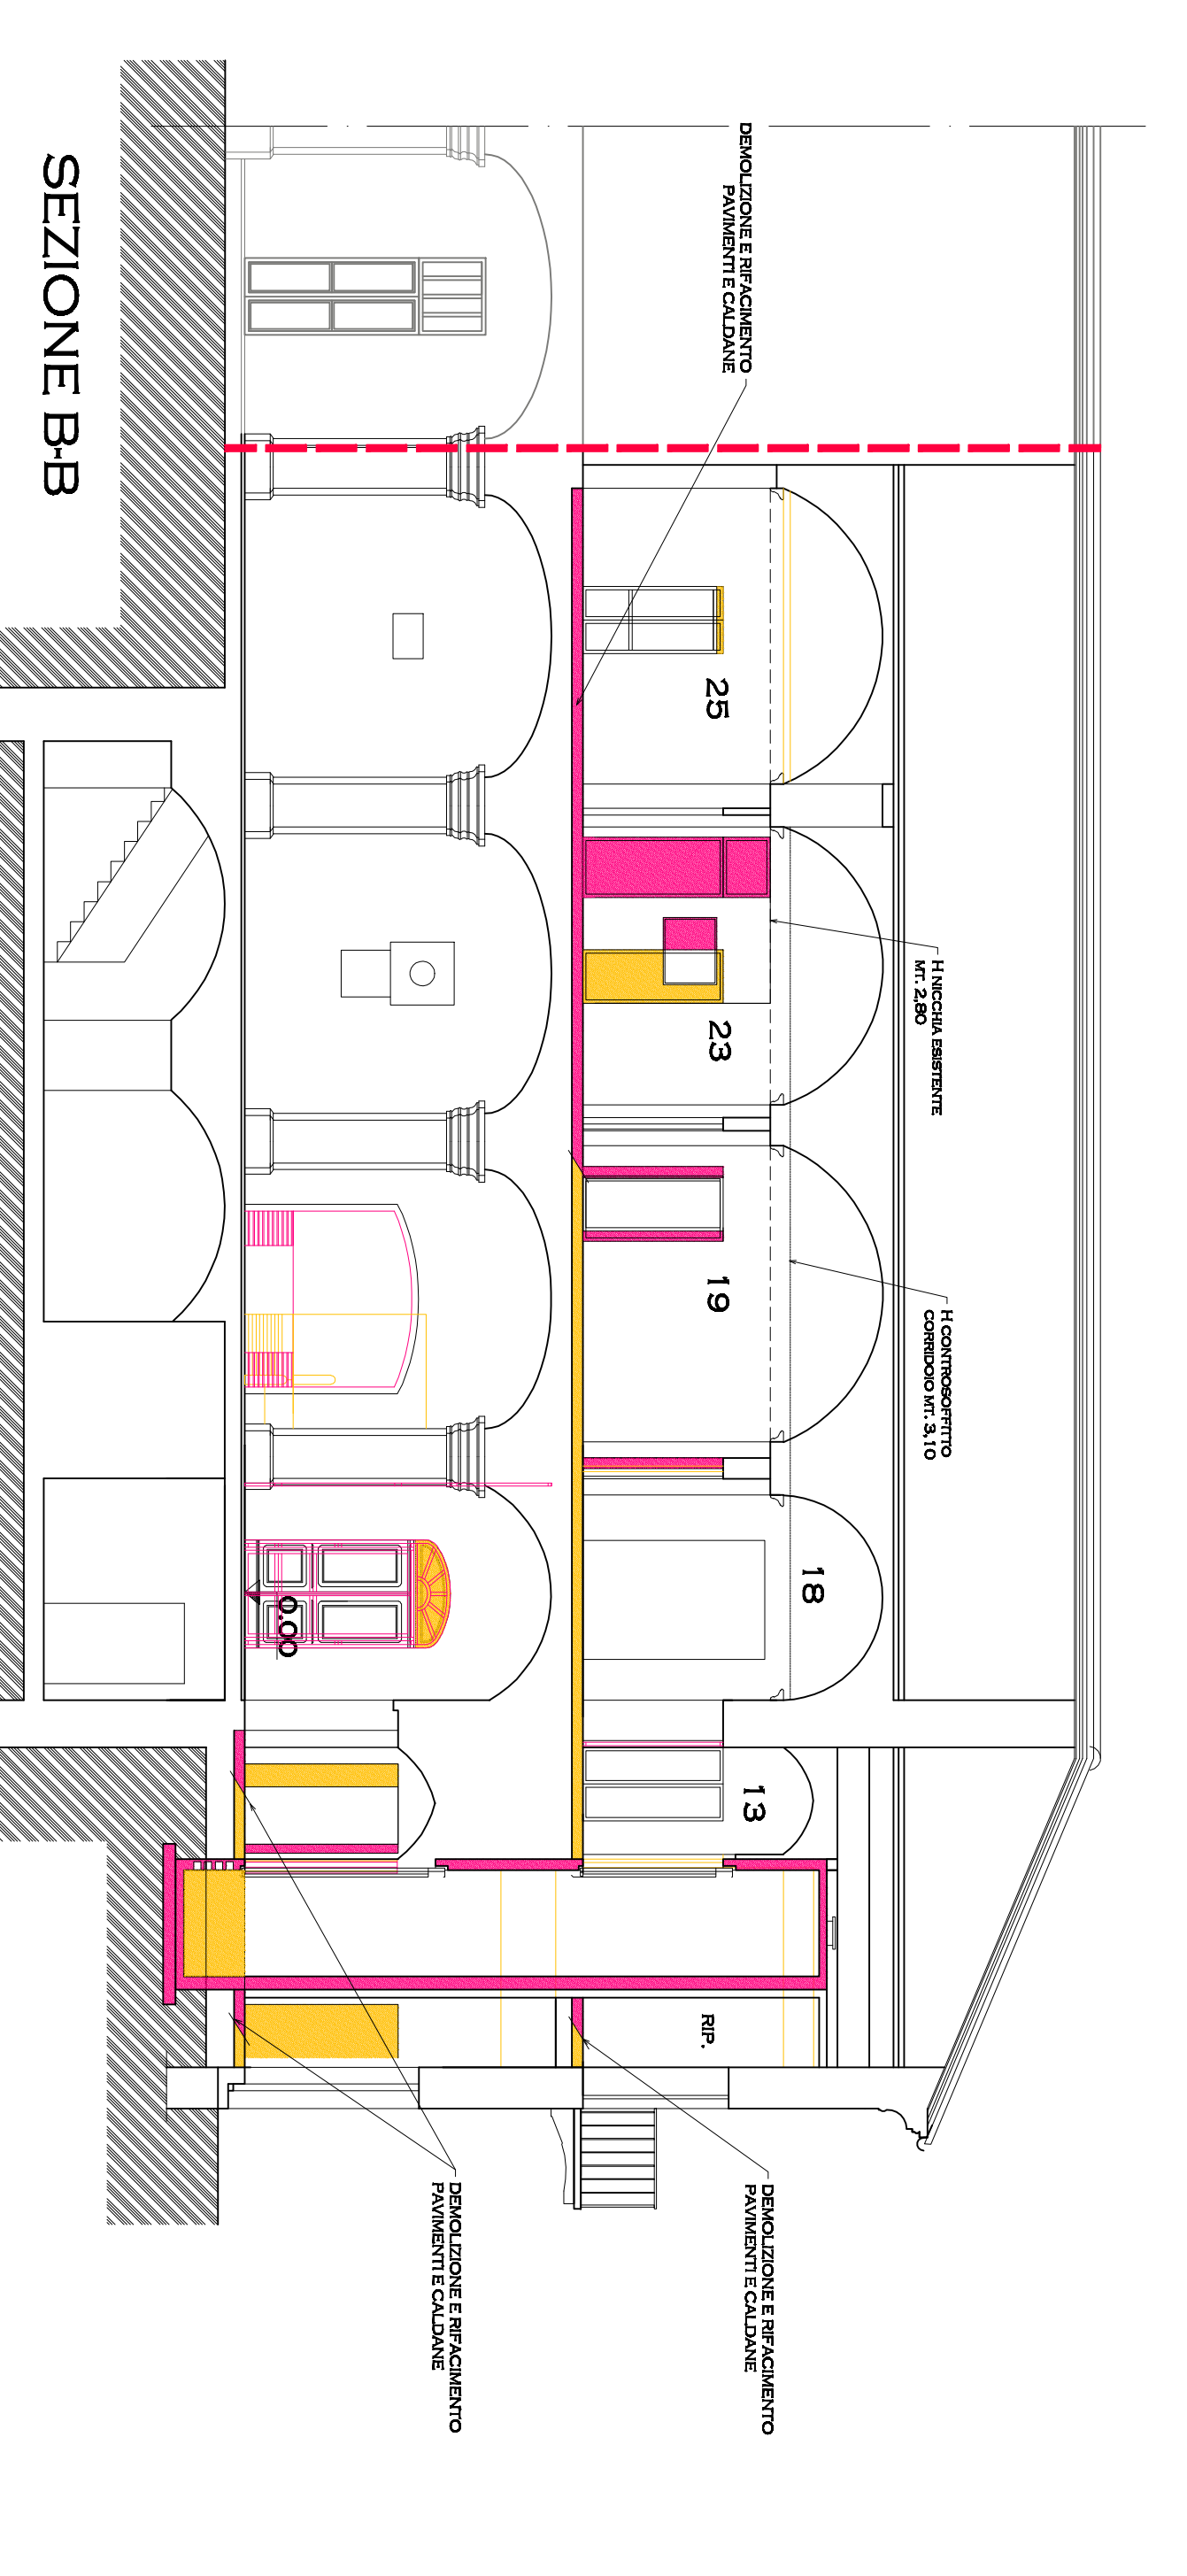 DEMOLIZIONE E RIFACIMENTO
PAVIMENTI E CALDANE
H NICCHIA ESISTENTE
MT. 2,80
H CONTROSOFFITTO
CORRIDOIO MT. 3,10
25
23
19
18
13
RIP.
DEMOLIZIONE E RIFACIMENTO
PAVIMENTI E CALDANE
0.00
DEMOLIZIONE E RIFACIMENTO
PAVIMENTI E CALDANE
SEZIONE B-B